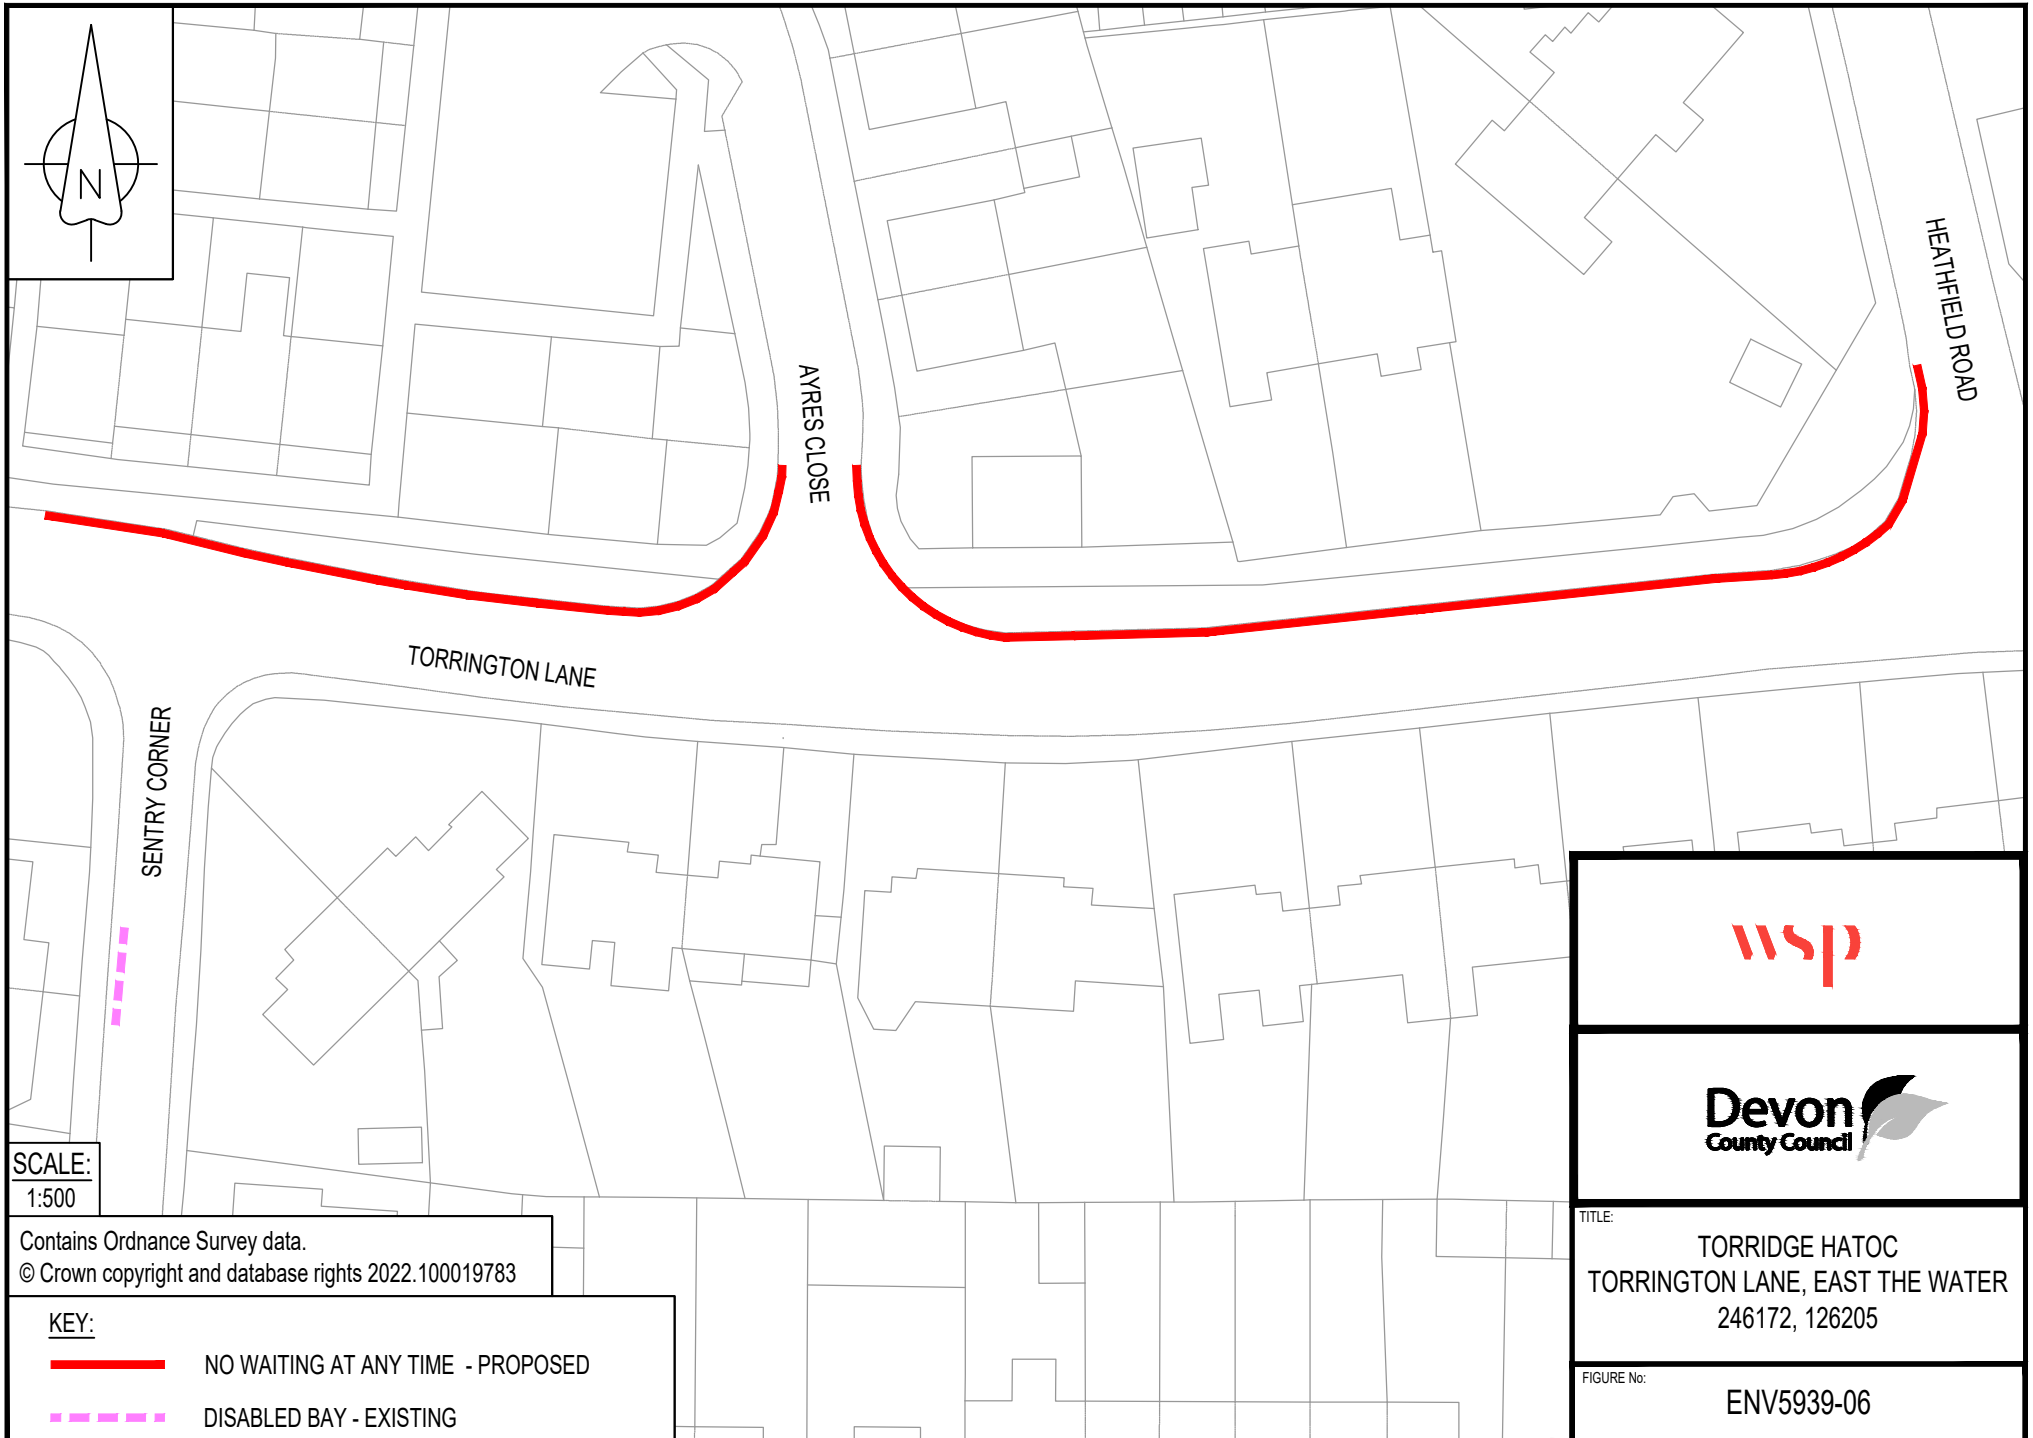 N
HEATHFIELD ROAD
AYRES CLOSE
TORRINGTON LANE
SENTRY CORNER
SCALE:
1:500
Contains Ordnance Survey data.
© Crown copyright and database rights 2022.100019783
KEY:
NO WAITING AT ANY TIME - PROPOSED
DISABLED BAY - EXISTING
wsp
Devon
County Council
TITLE:
TORRIDGE HATOC
TORRINGTON LANE, EAST THE WATER
246172, 126205
FIGURE No:
ENV5939-06